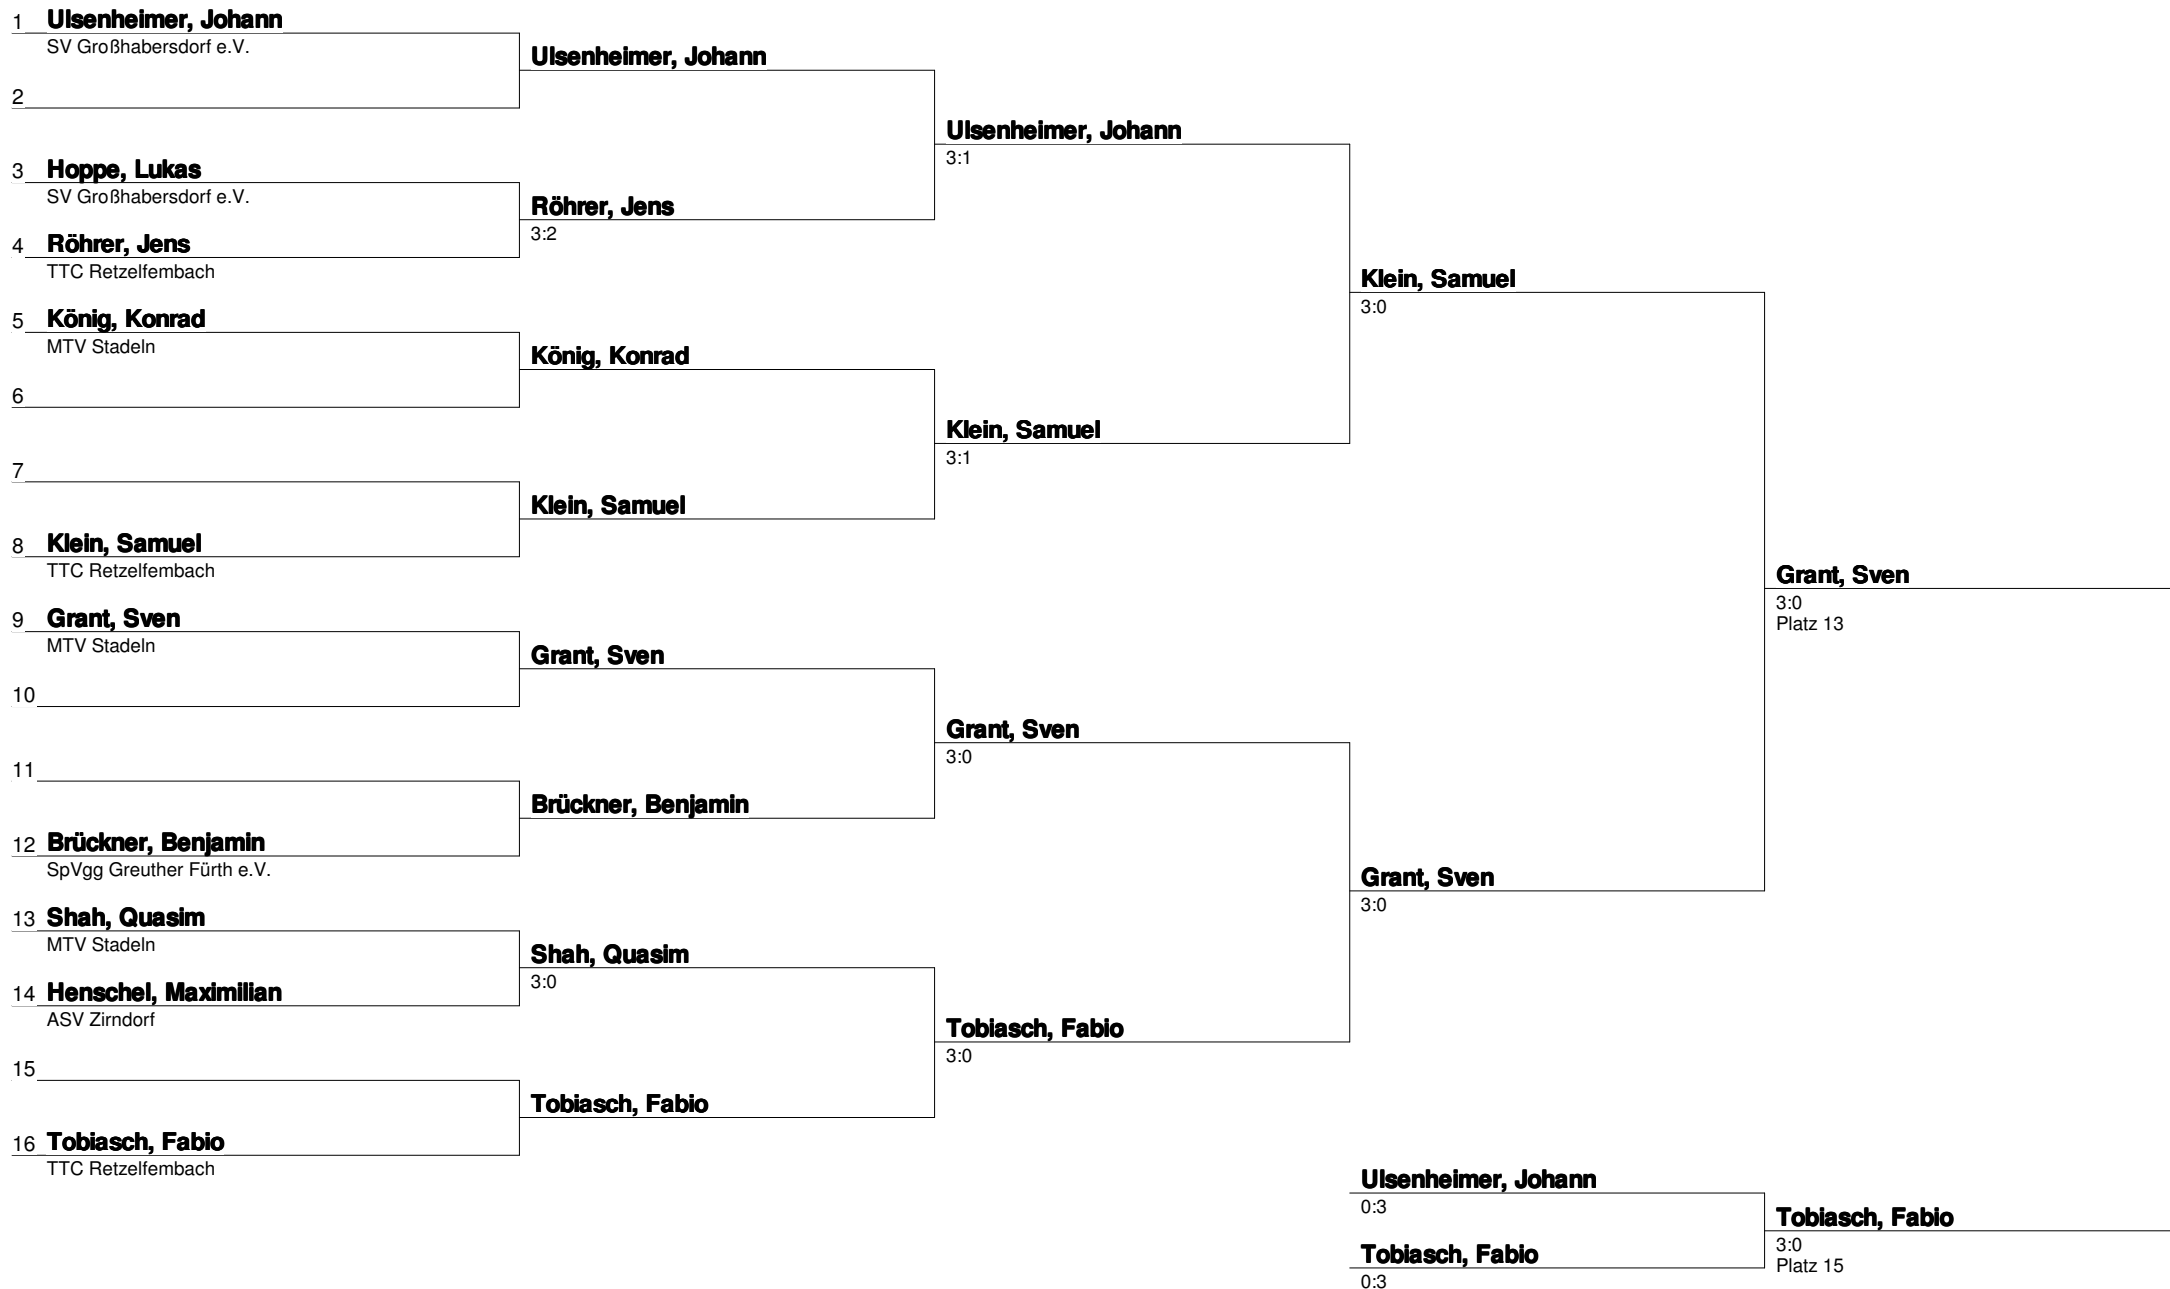 1 Ulsenheimer, Johann
SV Großhabersdorf e.V.
2
3 Hoppe, Lukas
SV Großhabersdorf e.V.
4 Röhrer, Jens
TTC Retzelfembach
5 König, Konrad
MTV Stadeln
6
7
8 Klein, Samuel
TTC Retzelfembach
9 Grant, Sven
MTV Stadeln
10
11
12 Brückner, Benjamin
SpVgg Greuther Fürth e.V.
13 Shah, Quasim
MTV Stadeln
14 Henschel, Maximilian
ASV Zirndorf
15
16 Tobiasch, Fabio
TTC Retzelfembach
Ulsenheimer, Johann
Röhrer, Jens
3:2
König, Konrad
Klein, Samuel
Grant, Sven
Brückner, Benjamin
Shah, Quasim
3:0
Tobiasch, Fabio
Ulsenheimer, Johann
3:1
Klein, Samuel
3:1
Grant, Sven
3:0
Tobiasch, Fabio
3:0
Klein, Samuel
3:0
Grant, Sven
3:0
Grant, Sven
3:0
Platz 13
Ulsenheimer, Johann
0:3
Tobiasch, Fabio
0:3
Tobiasch, Fabio
3:0
Platz 15